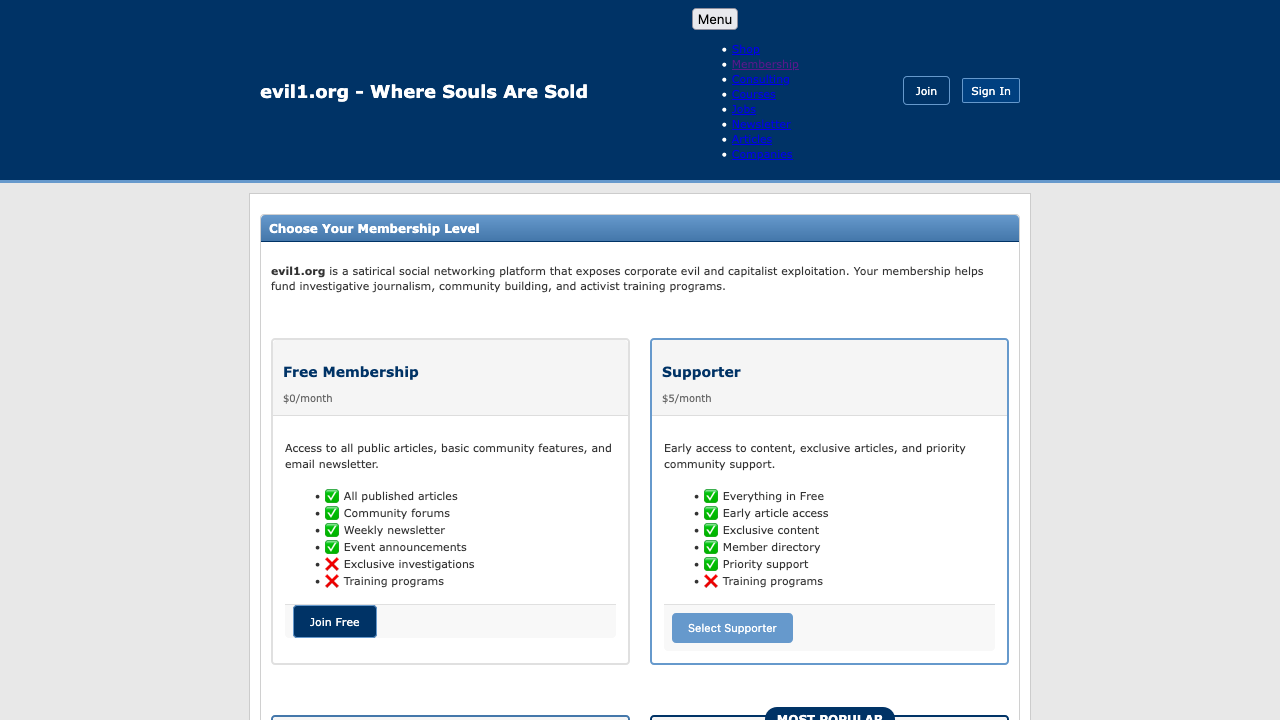 Menu
Shop
Membership
Consulting
Courses
Jobs
Newsletter
Articles
Companies
evil1.org - Where Souls Are Sold
Join
Sign In
Choose Your Membership Level
evil1.org is a satirical social networking platform that exposes corporate evil and capitalist exploitation. Your membership helps
fund investigative journalism, community building, and activist training programs.
Free Membership
$0/month
Access to all public articles, basic community features, and
email newsletter.
✅ All published articles
✅ Community forums
✅ Weekly newsletter
✅ Event announcements
❌ Exclusive investigations
❌ Training programs
Join Free
Supporter
$5/month
Early access to content, exclusive articles, and priority
community support.
✅ Everything in Free
✅ Early article access
✅ Exclusive content
✅ Member directory
✅ Priority support
❌ Training programs
Select Supporter
MOST POPULAR